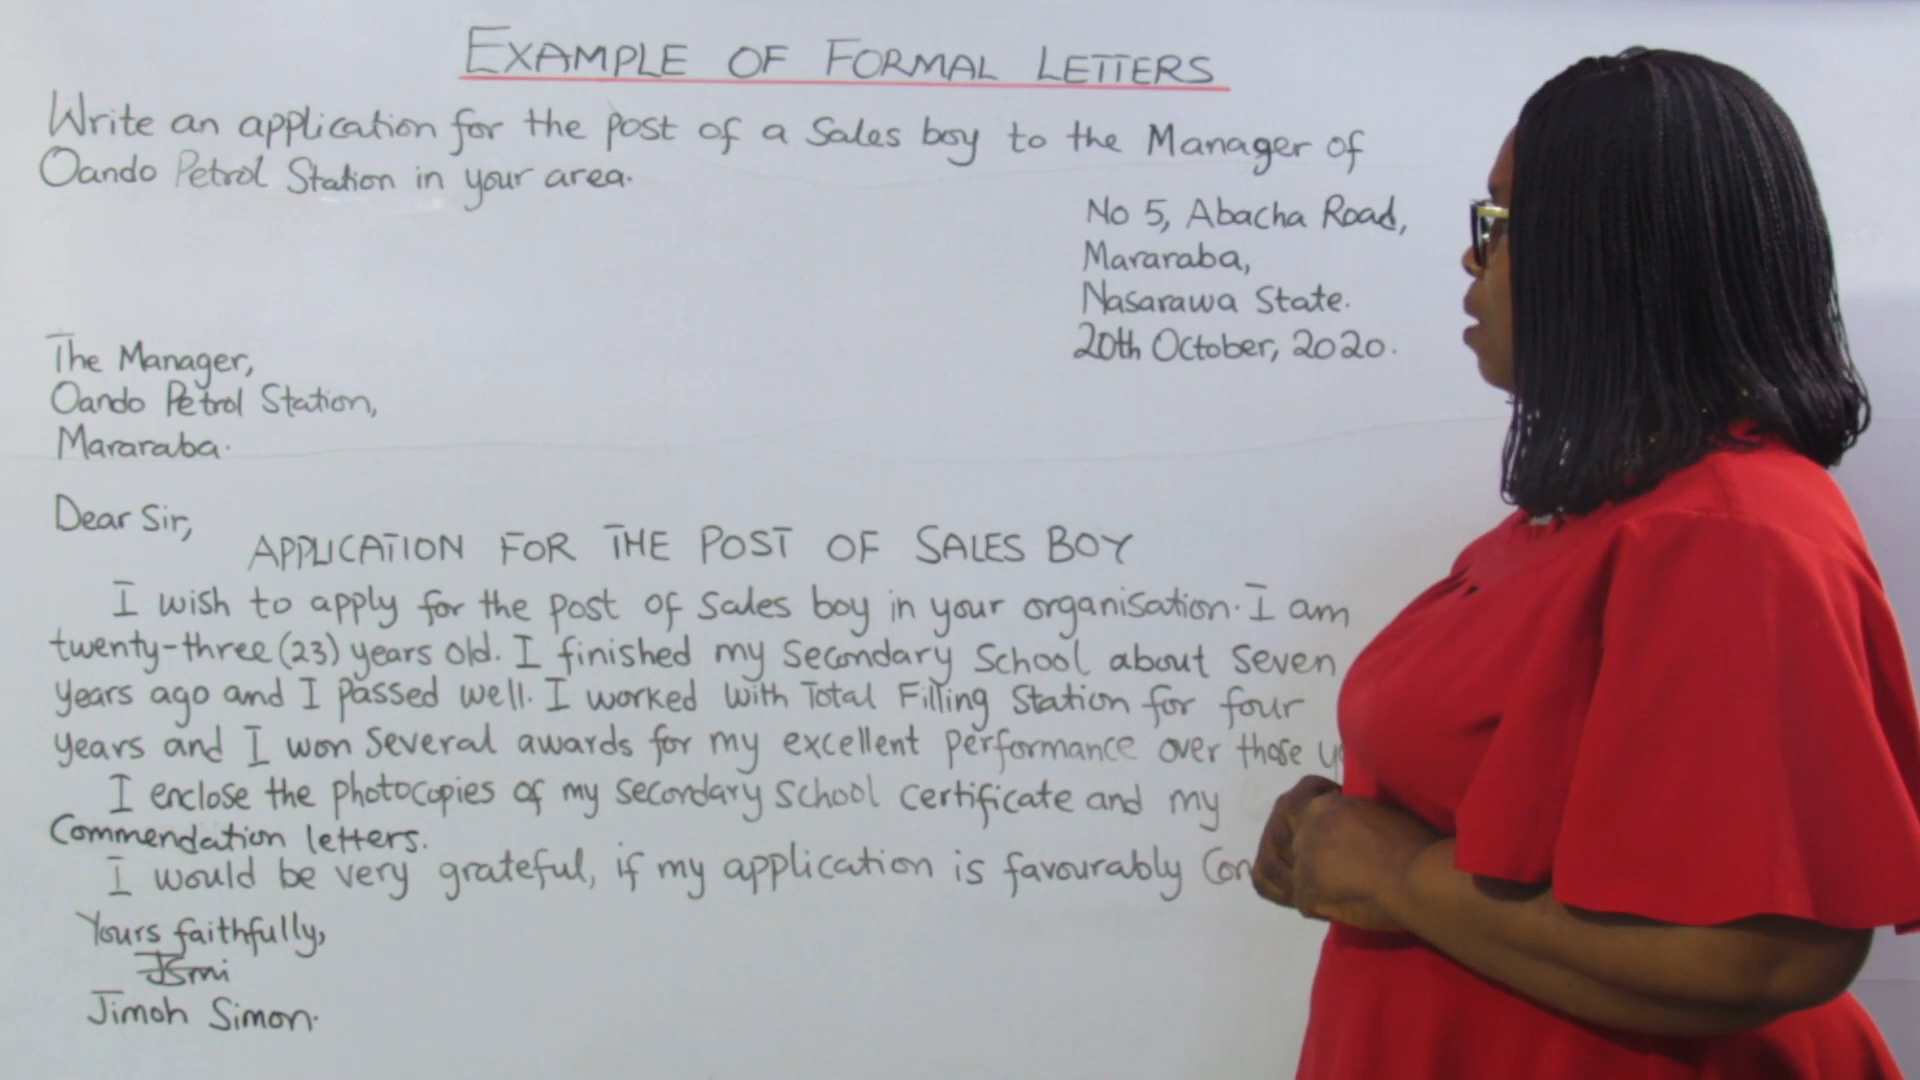 EXAMPLE OF FORMAL LETTERS
Write an application for the post of a Sales boy to the Manager of
Oando Petrol Station in your area.
No 5, Abacha Road,
Mararaba,
Nasarawa State.
20th October, 2020.
The Manager,
Oando Petrol Station,
Mararaba.
Dear Sir,
APPLICATION FOR THE POST OF SALES BOY
I wish to apply for the post of sales boy in your organisation. I am
twenty-three (23) years old. I finished my Secondary School about seven
years ago and I passed well. I worked with Total Filling Station for four
years and I won several awards for my excellent performance over those
I enclose the photocopies of my secondary school certificate and my
Commendation letters.
I would be very grateful, if my application is favourably
Yours faithfully,
Jimoh Simon.